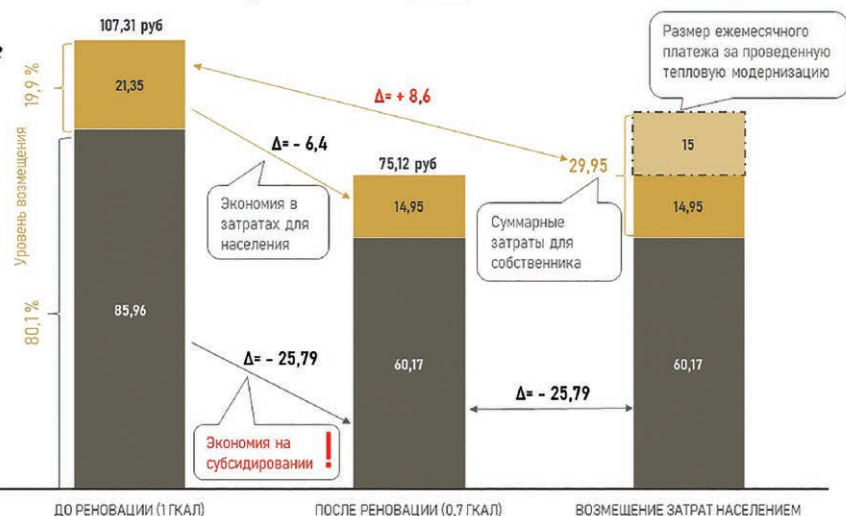 107,31 руб
19,9 %
21,35
Уровень возмещения
80,1 %
85,96
Δ= - 6,4
Экономия в
затратах для
населения
Δ= - 25,79
Экономия на
субсидировании
!
Δ= + 8,6
75,12 руб
14,95
60,17
Δ= - 25,79
Размер ежемесячного
платежа за проведенную
тепловую модернизацию
29,95
Суммарные
затраты для
собственника
15
14,95
60,17
ДО РЕНОВАЦИИ (1 ГКАЛ)
ПОСЛЕ РЕНОВАЦИИ (0,7 ГКАЛ)
ВОЗМЕЩЕНИЕ ЗАТРАТ НАСЕЛЕНИЕМ